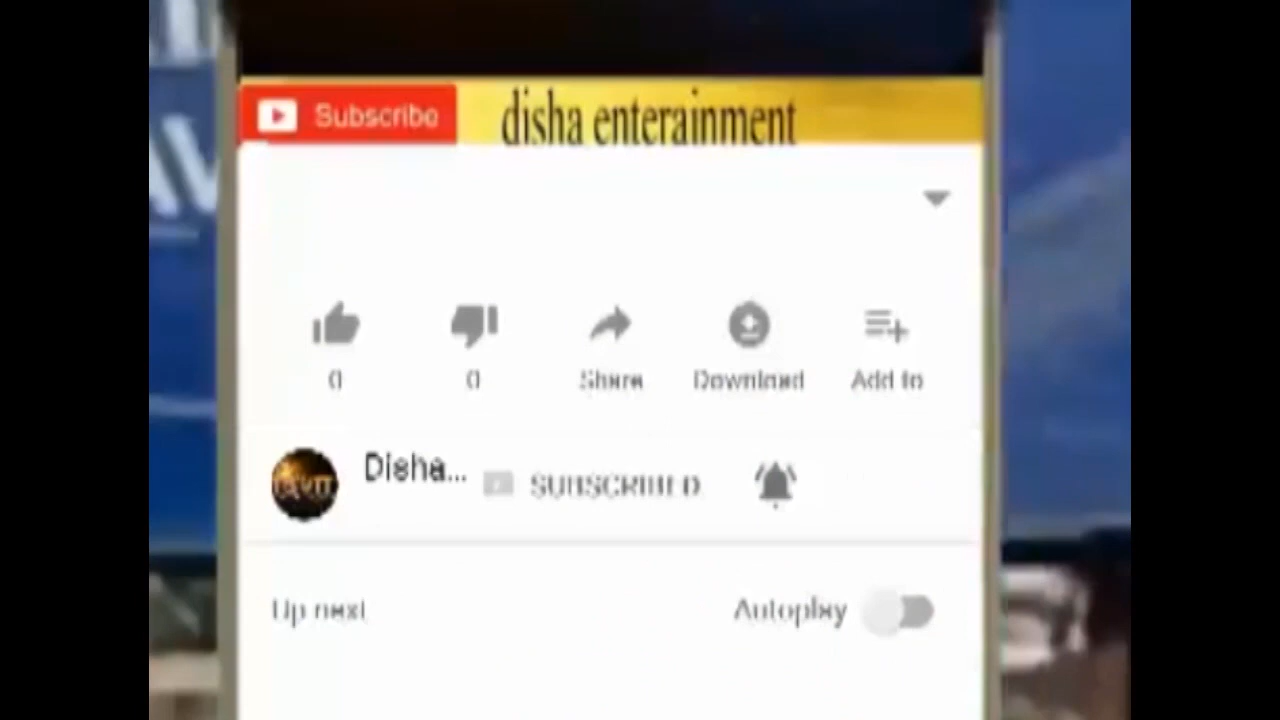 Subscribe disha enterainment
0 0 Share Download Add to
Disha... SUBSCRIBED
Up next Autoplay